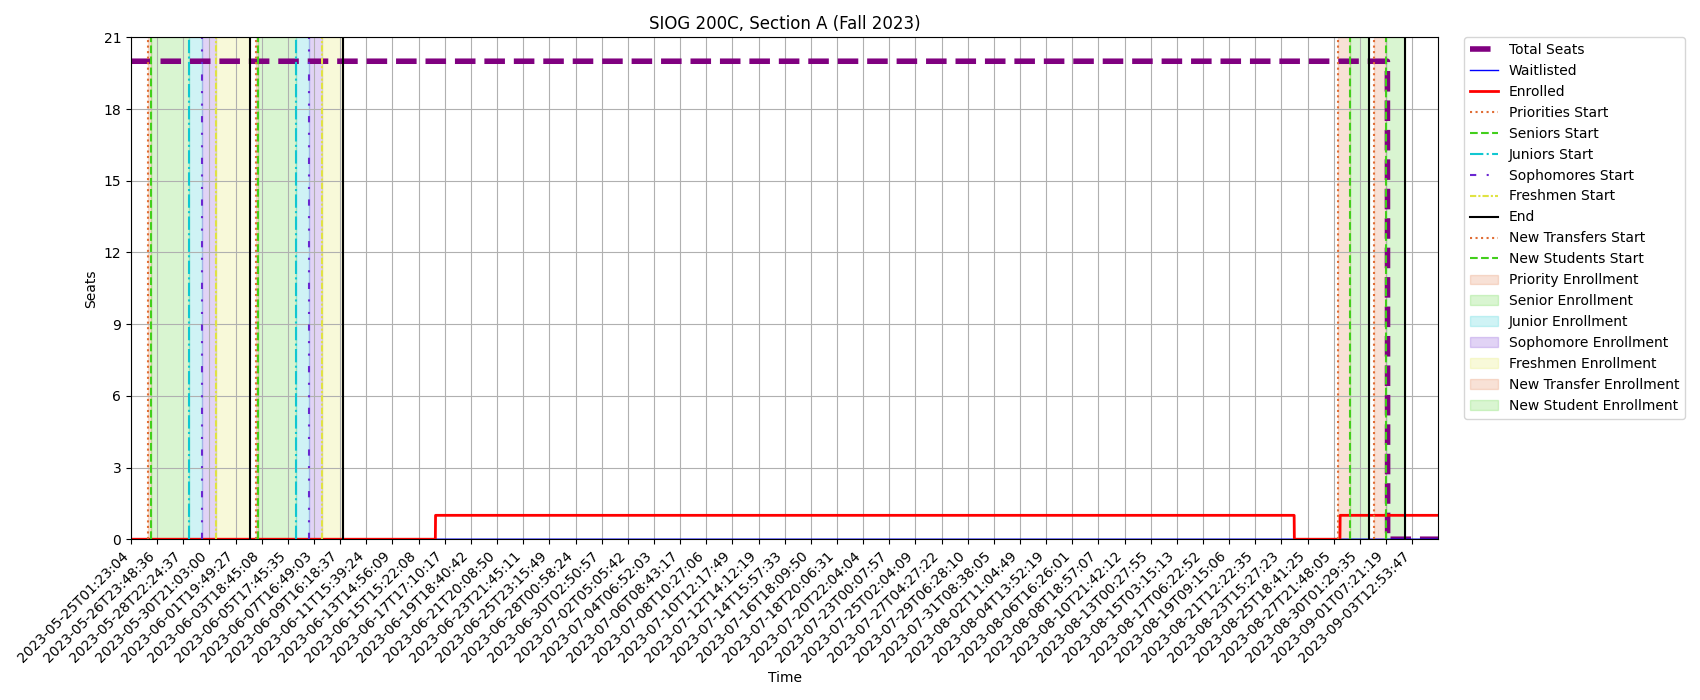 SIOG 200C, Section A (Fall 2023)
21
18
15
12
9
6
3
0
Seats
2023-05-25T01:23:04
2023-05-26T23:48:36
2023-05-28T22:24:37
2023-05-30T21:03:00
2023-06-01T19:49:27
2023-06-03T18:45:08
2023-06-05T17:45:35
2023-06-07T16:49:03
2023-06-09T16:18:37
2023-06-11T15:39:24
2023-06-13T14:56:09
2023-06-15T15:22:08
2023-06-17T17:10:17
2023-06-19T18:40:42
2023-06-21T20:08:50
2023-06-23T21:45:11
2023-06-25T23:15:49
2023-06-28T00:58:24
2023-06-30T02:50:57
2023-07-02T05:05:42
2023-07-04T06:52:03
2023-07-06T08:43:17
2023-07-08T10:27:06
2023-07-10T12:17:49
2023-07-12T14:12:19
2023-07-14T15:57:33
2023-07-16T18:09:50
2023-07-18T20:06:31
2023-07-20T22:04:04
2023-07-23T00:07:57
2023-07-25T02:04:09
2023-07-27T04:27:22
2023-07-29T06:28:10
2023-07-31T08:38:05
2023-08-02T11:04:49
2023-08-04T13:52:19
2023-08-06T16:26:01
2023-08-08T18:57:07
2023-08-10T21:42:12
2023-08-13T00:27:55
2023-08-15T03:15:13
2023-08-17T06:22:52
2023-08-19T09:15:06
2023-08-21T12:22:35
2023-08-23T15:27:23
2023-08-25T18:41:25
2023-08-27T21:48:05
2023-08-30T01:29:35
2023-09-01T07:21:19
2023-09-03T12:53:47
Time
Total Seats
Waitlisted
Enrolled
Priorities Start
Seniors Start
Juniors Start
Sophomores Start
Freshmen Start
End
New Transfers Start
New Students Start
Priority Enrollment
Senior Enrollment
Junior Enrollment
Sophomore Enrollment
Freshmen Enrollment
New Transfer Enrollment
New Student Enrollment